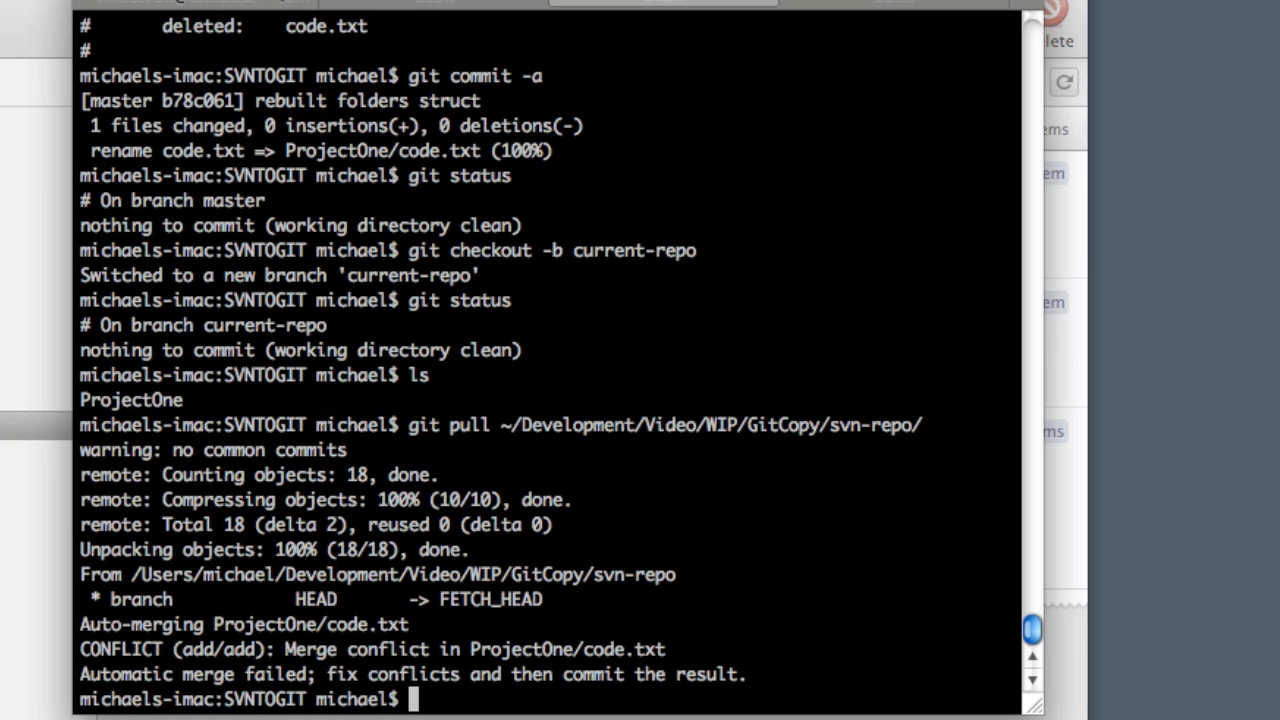 #       deleted:    code.txt
#
michaels-imac:SVNTOGIT michael$ git commit -a
[master b78c061] rebuilt folders struct
 1 files changed, 0 insertions(+), 0 deletions(-)
 rename code.txt => ProjectOne/code.txt (100%)
michaels-imac:SVNTOGIT michael$ git status
# On branch master
nothing to commit (working directory clean)
michaels-imac:SVNTOGIT michael$ git checkout -b current-repo
Switched to a new branch 'current-repo'
michaels-imac:SVNTOGIT michael$ git status
# On branch current-repo
nothing to commit (working directory clean)
michaels-imac:SVNTOGIT michael$ ls
ProjectOne
michaels-imac:SVNTOGIT michael$ git pull ~/Development/Video/WIP/GitCopy/svn-repo/
warning: no common commits
remote: Counting objects: 18, done.
remote: Compressing objects: 100% (10/10), done.
remote: Total 18 (delta 2), reused 0 (delta 0)
Unpacking objects: 100% (18/18), done.
From /Users/michael/Development/Video/WIP/GitCopy/svn-repo
 * branch            HEAD       -> FETCH_HEAD
Auto-merging ProjectOne/code.txt
CONFLICT (add/add): Merge conflict in ProjectOne/code.txt
Automatic merge failed; fix conflicts and then commit the result.
michaels-imac:SVNTOGIT michael$
lete
ems
em
em
ms